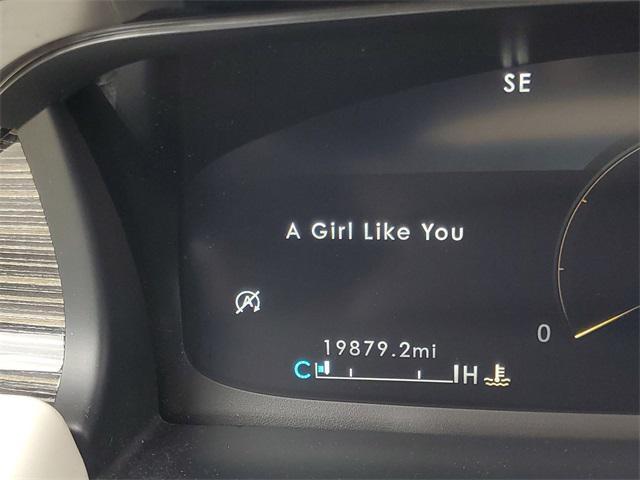 SE
A Girl Like You
A
0
19879.2mi
C H